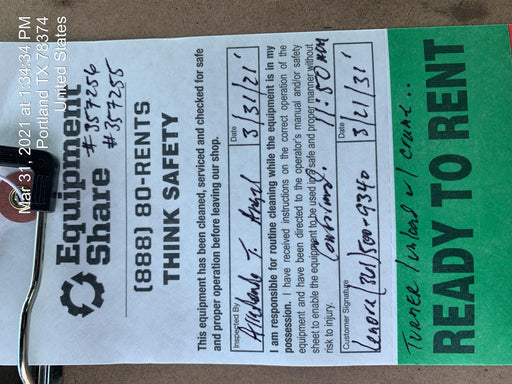 Mar 31, 2021 at 1:34:34 PM
Portland TX 78374
United States
Equipment
Share
#357256
#357255
(888) 80-RENTS
THINK SAFETY
This equipment has been cleaned, serviced and checked for safe
and proper operation before leaving our shop.
Inspected By
Date
T. Angel
3/31/21'
I am responsible for routine cleaning while the equipment is in my
possession. I have received instructions on the correct operation of the
equipment and have been directed to the operator's manual and/or safety
sheet to enable the equipment to be used in a safe and proper manner without
risk to injury.
11:50 AM
Customer Signature
Date
(361)500-9340
3/21/31'
Turner / inland w/ crane...
READY TO RENT